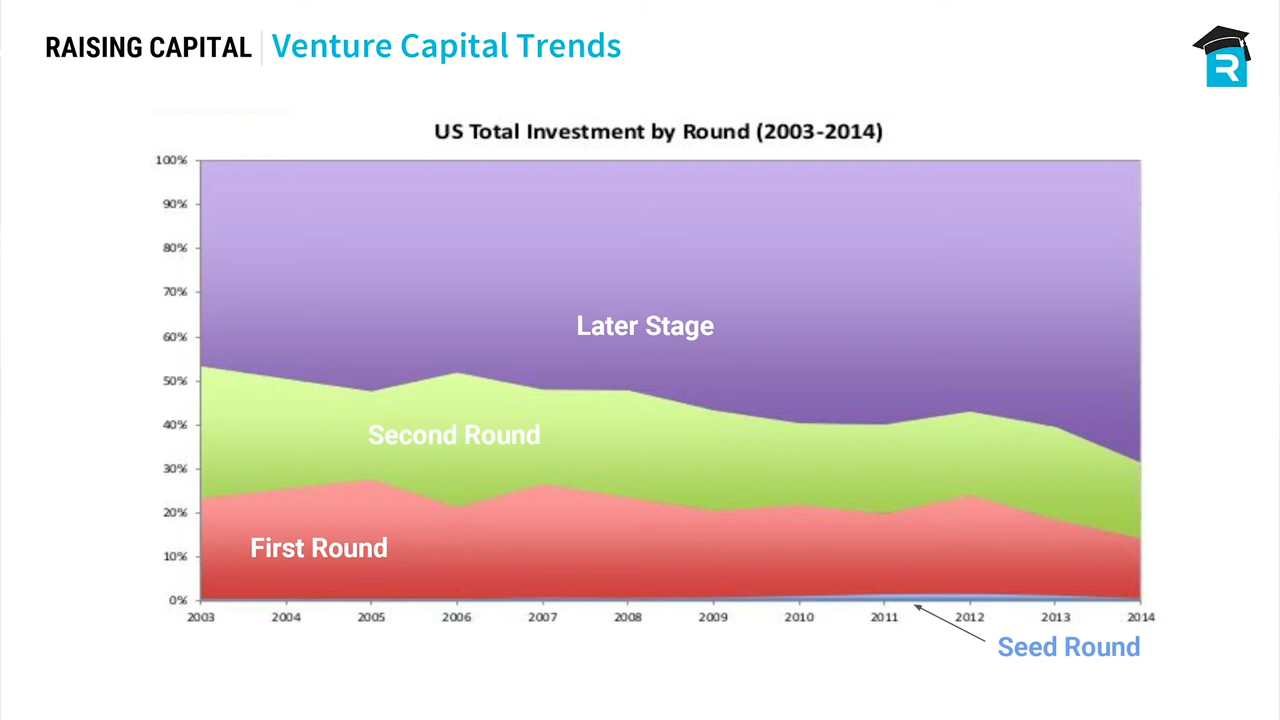 RAISING CAPITAL Venture Capital Trends
R
US Total Investment by Round (2003-2014)
100%
90%
80%
70%
60%
50%
40%
30%
20%
10%
0%
Later Stage
Second Round
First Round
2003 2004 2005 2006 2007 2008 2009 2010 2011 2012 2013 2014
Seed Round